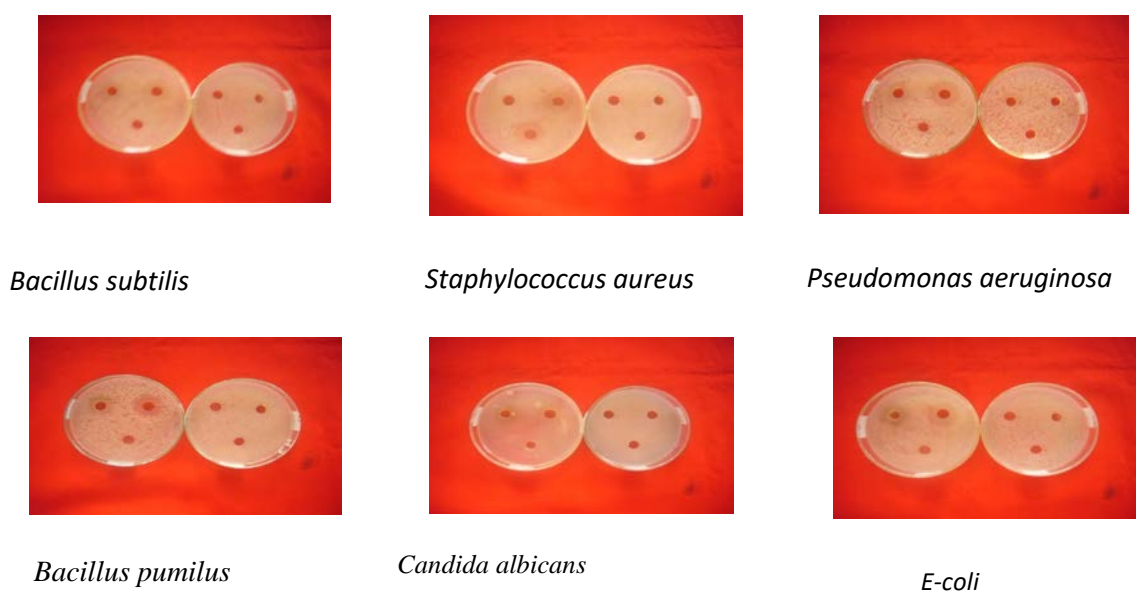 Bacillus subtilis
Staphylococcus aureus
Pseudomonas aeruginosa
Bacillus pumilus
Candida albicans
E-coli